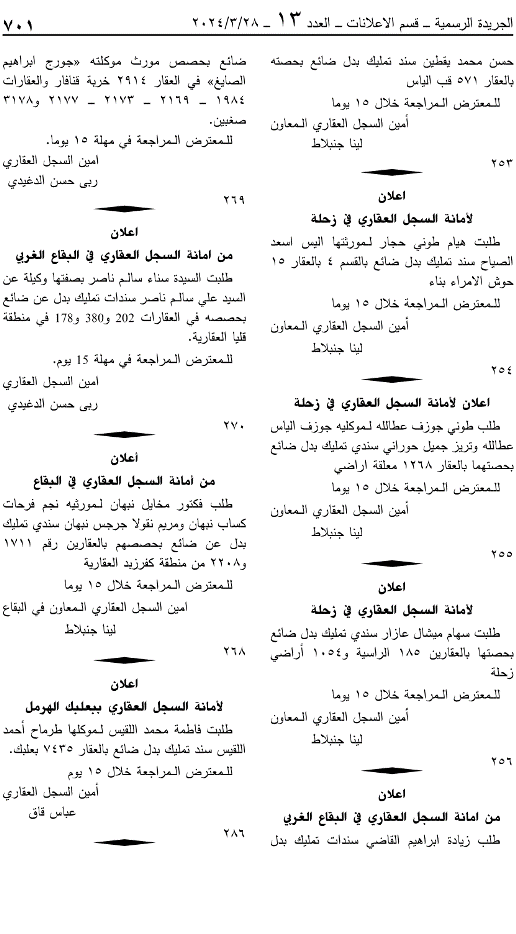 الجريدة الرسمية ــ قسم الاعلانات ــ العدد ١٣ ــ ٢٠٢٤/٣/٢٨
٧٠١
حسن محمد يقطين سند تمليك بدل ضائع بحصته
بالعقار ٥٧١ قب الياس
للمعترض المراجعة خلال ١٥ يوما
أمين السجل العقاري المعاون
لينا جنبلاط
٢٥٣
اعلان
لأمانة السجل العقاري في زحلة
طلبت هيام طوني حجار لمورثتها اليس اسعد
الصياح سند تمليك بدل ضائع بالقسم ٤ بالعقار ١٥
حوش الامراء بناء
للمعترض المراجعة خلال ١٥ يوما
أمين السجل العقاري المعاون
لينا جنبلاط
٢٥٤
اعلان لأمانة السجل العقاري في زحلة
طلب طوني جوزف عطالله لموكليه جوزف الياس
عطالله وتريز جميل حوراني سندي تمليك بدل ضائع
بحصتهما بالعقار ١٢٦٨ معلقة اراضي
للمعترض المراجعة خلال ١٥ يوما
أمين السجل العقاري المعاون
لينا جنبلاط
٢٥٥
اعلان
لأمانة السجل العقاري في زحلة
طلبت سهام ميشال عازار سندي تمليك بدل ضائع
بحصتها بالعقارين ١٨٥ الراسية و١٠٥٤ أراضي
زحلة
للمعترض المراجعة خلال ١٥ يوما
أمين السجل العقاري المعاون
لينا جنبلاط
٢٥٦
اعلان
من امانة السجل العقاري في البقاع الغربي
طلب زيادة ابراهيم القاضي سندات تمليك بدل
ضائع بحصص مورث موكلته «جورج ابراهيم
الصايغ» في العقار ٢٩١٤ خربة قنافار والعقارات
١٩٨٤ ــ ٢١٦٩ ــ ٢١٧٣ ــ ٢١٧٧ و٣١٧٨
صغبين.
للمعترض المراجعة في مهلة ١٥ يوما.
امين السجل العقاري
ربى حسن الدغيدي
٢٦٩
اعلان
من امانة السجل العقاري في البقاع الغربي
طلبت السيدة سناء سالم ناصر بصفتها وكيلة عن
السيد علي سالم ناصر سندات تمليك بدل عن ضائع
بحصصه في العقارات 202 و380 و178 في منطقة
قليا العقارية.
للمعترض المراجعة في مهلة 15 يوم.
امين السجل العقاري
ربى حسن الدغيدي
٢٧٠
أعلان
من أمانة السجل العقاري في البقاع
طلب فكتور مخايل نبهان لمورثيه نجم فرحات
كساب نبهان ومريم نقولا جرجس نبهان سندي تمليك
بدل عن ضائع بحصصهم بالعقارين رقم ١٧١١
و٢٢٠٨ من منطقة كفرزبد العقارية
للمعترض المراجعة خلال ١٥ يوما
امين السجل العقاري المعاون في البقاع
لينا جنبلاط
٢٦٨
اعلان
لأمانة السجل العقاري ببعلبك الهرمل
طلبت فاطمة محمد اللقيس لموكلها طرماح أحمد
اللقيس سند تمليك بدل ضائع بالعقار ٧٤٣٥ بعلبك.
للمعترض المراجعة خلال ١٥ يوم
أمين السجل العقاري
عباس قاق
٢٨٦